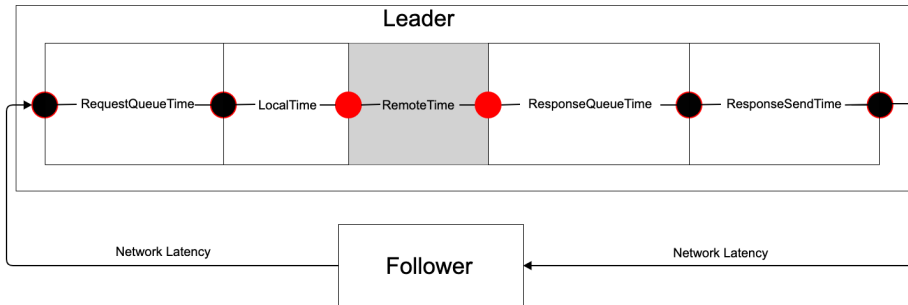 Leader
RequestQueueTime
LocalTime
RemoteTime
ResponseQueueTime
ResponseSendTime
Network Latency
Follower
Network Latency